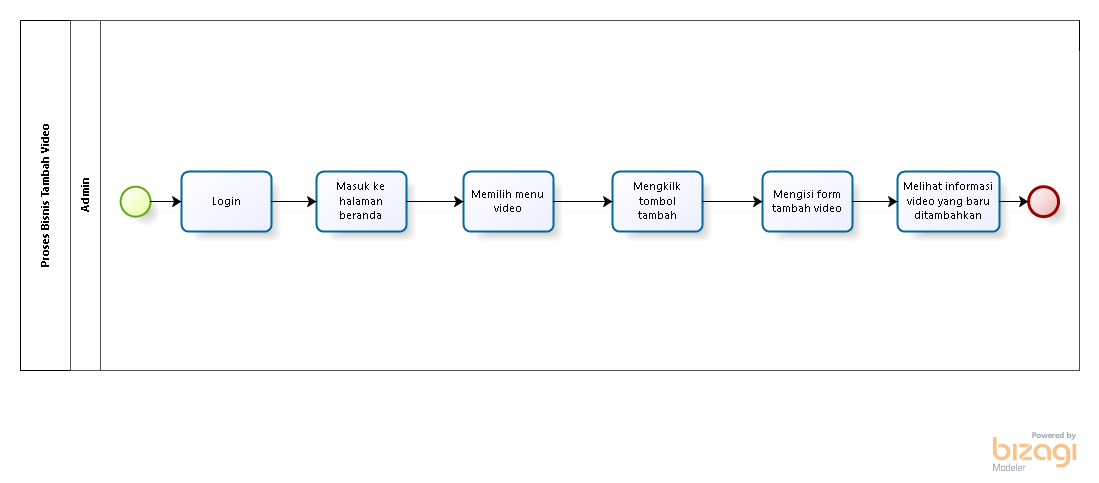 Proses Bisnis Tambah Video
Admin
Login
Masuk ke
halaman
beranda
Memilih menu
video
Mengkilk
tombol
tambah
Mengisi form
tambah video
Melihat informasi
video yang baru
ditambahkan
Powered by
bizagi
Modeler